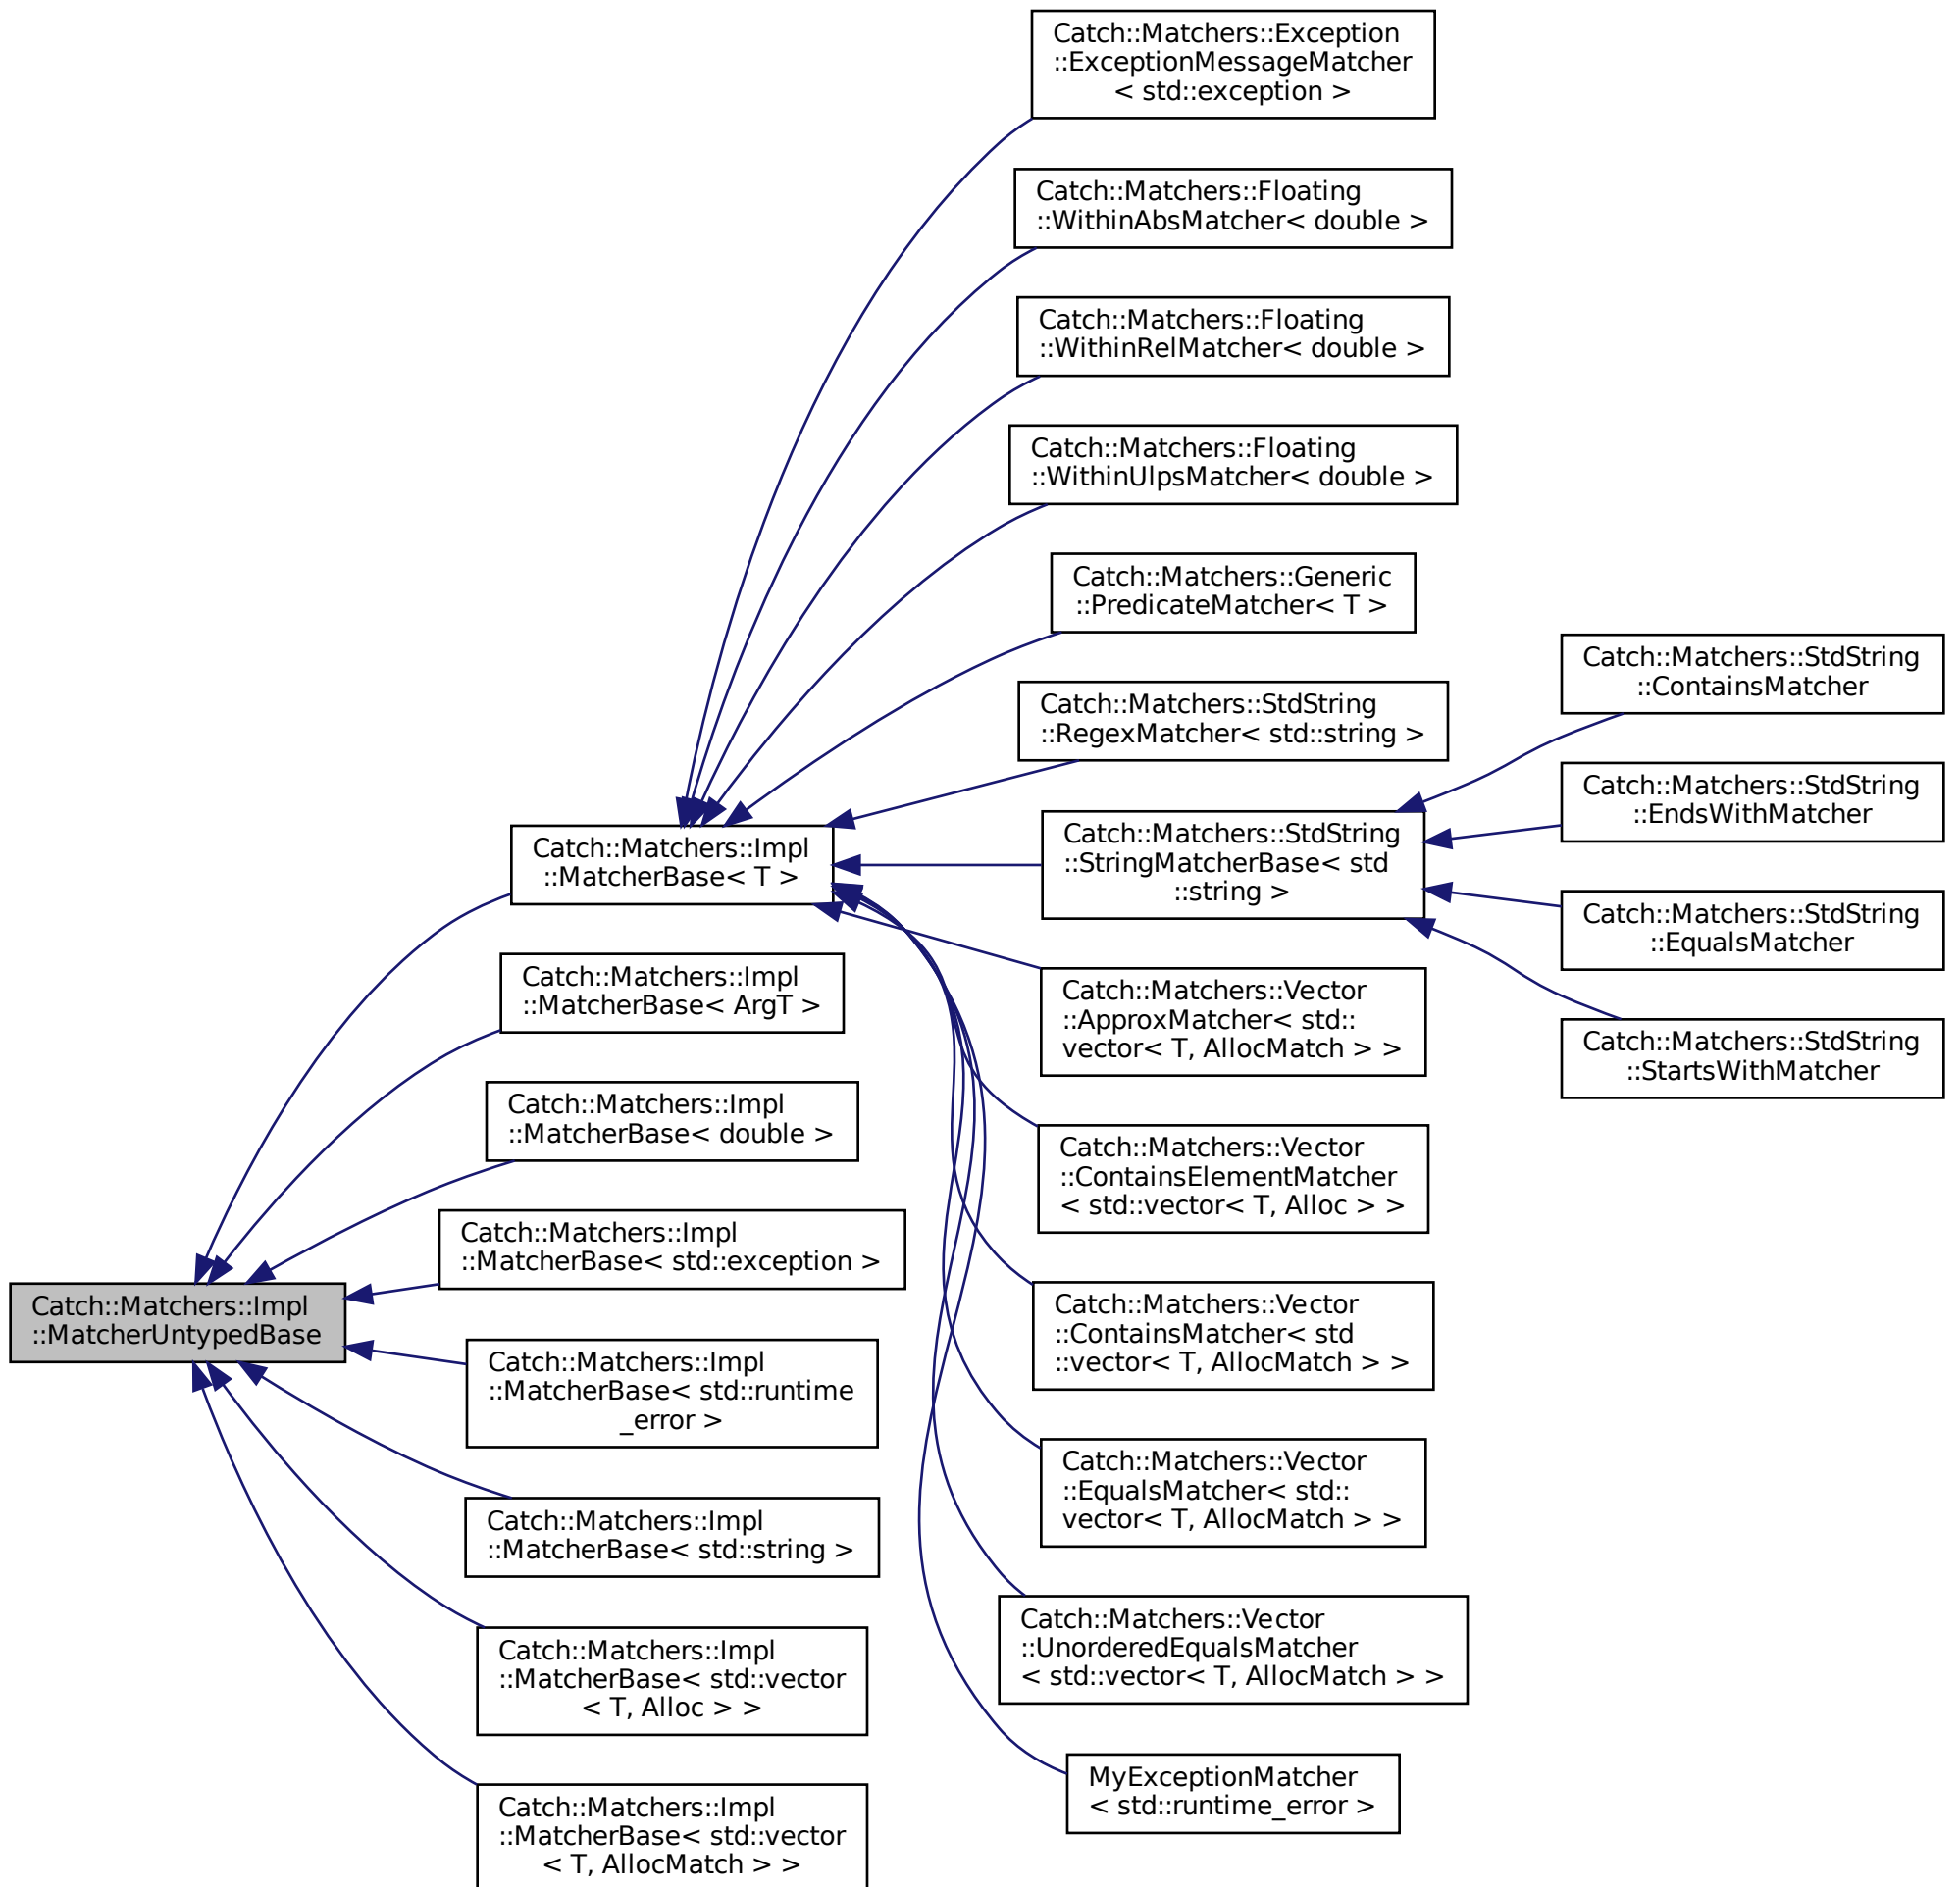 Catch::Matchers::Exception
::ExceptionMessageMatcher
< std::exception >
Catch::Matchers::Floating
::WithinAbsMatcher< double >
Catch::Matchers::Floating
::WithinRelMatcher< double >
Catch::Matchers::Floating
::WithinUlpsMatcher< double >
Catch::Matchers::Generic
::PredicateMatcher< T >
Catch::Matchers::StdString
::RegexMatcher< std::string >
Catch::Matchers::StdString
::StringMatcherBase< std
::string >
Catch::Matchers::StdString
::ContainsMatcher
Catch::Matchers::StdString
::EndsWithMatcher
Catch::Matchers::StdString
::EqualsMatcher
Catch::Matchers::StdString
::StartsWithMatcher
Catch::Matchers::Vector
::ApproxMatcher< std::
vector< T, AllocMatch > >
Catch::Matchers::Vector
::ContainsElementMatcher
< std::vector< T, Alloc > >
Catch::Matchers::Vector
::ContainsMatcher< std
::vector< T, AllocMatch > >
Catch::Matchers::Vector
::EqualsMatcher< std::
vector< T, AllocMatch > >
Catch::Matchers::Vector
::UnorderedEqualsMatcher
< std::vector< T, AllocMatch > >
MyExceptionMatcher
< std::runtime_error >
Catch::Matchers::Impl
::MatcherBase< T >
Catch::Matchers::Impl
::MatcherBase< ArgT >
Catch::Matchers::Impl
::MatcherBase< double >
Catch::Matchers::Impl
::MatcherBase< std::exception >
Catch::Matchers::Impl
::MatcherUntypedBase
Catch::Matchers::Impl
::MatcherBase< std::runtime
_error >
Catch::Matchers::Impl
::MatcherBase< std::string >
Catch::Matchers::Impl
::MatcherBase< std::vector
< T, Alloc > >
Catch::Matchers::Impl
::MatcherBase< std::vector
< T, AllocMatch > >